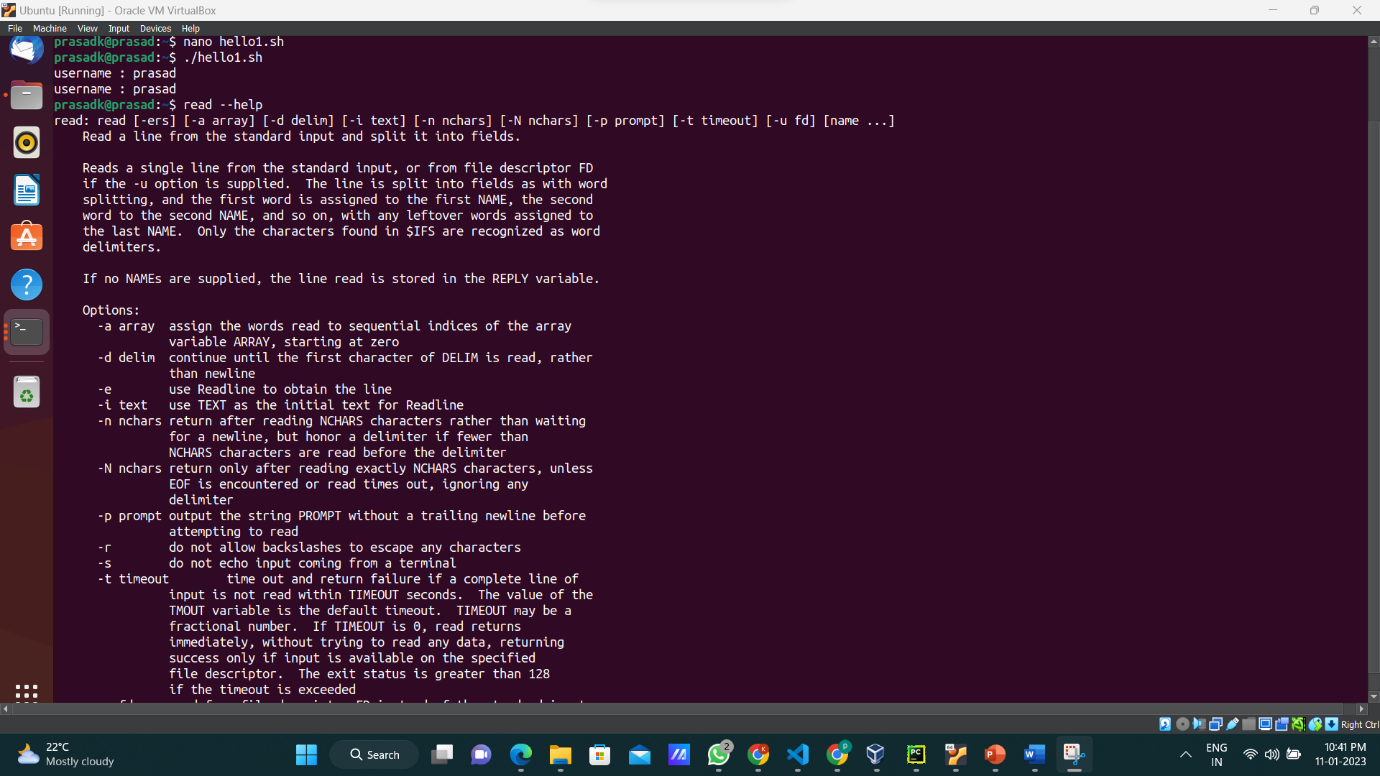 Ubuntu [Running] - Oracle VM VirtualBox
File Machine View Input Devices Help
prasadk@prasad:~$ nano hello1.sh
prasadk@prasad:~$ ./hello1.sh
username : prasad
username : prasad
prasadk@prasad:~$ read --help
read: read [-ers] [-a array] [-d delim] [-i text] [-n nchars] [-N nchars] [-p prompt] [-t timeout] [-u fd] [name ...]
    Read a line from the standard input and split it into fields.

    Reads a single line from the standard input, or from file descriptor FD
    if the -u option is supplied.  The line is split into fields as with word
    splitting, and the first word is assigned to the first NAME, the second
    word to the second NAME, and so on, with any leftover words assigned to
    the last NAME.  Only the characters found in $IFS are recognized as word
    delimiters.

    If no NAMEs are supplied, the line read is stored in the REPLY variable.

    Options:
      -a array  assign the words read to sequential indices of the array
                variable ARRAY, starting at zero
      -d delim  continue until the first character of DELIM is read, rather
                than newline
      -e        use Readline to obtain the line
      -i text   use TEXT as the initial text for Readline
      -n nchars return after reading NCHARS characters rather than waiting
                for a newline, but honor a delimiter if fewer than
                NCHARS characters are read before the delimiter
      -N nchars return only after reading exactly NCHARS characters, unless
                EOF is encountered or read times out, ignoring any
                delimiter
      -p prompt output the string PROMPT without a trailing newline before
                attempting to read
      -r        do not allow backslashes to escape any characters
      -s        do not echo input coming from a terminal
      -t timeout        time out and return failure if a complete line of
                input is not read within TIMEOUT seconds.  The value of the
                TMOUT variable is the default timeout.  TIMEOUT may be a
                fractional number.  If TIMEOUT is 0, read returns
                immediately, without trying to read any data, returning
                success only if input is available on the specified
                file descriptor.  The exit status is greater than 128
                if the timeout is exceeded
Right Ctrl
22°C
Mostly cloudy
Search
2
ENG
IN
10:41 PM
11-01-2023